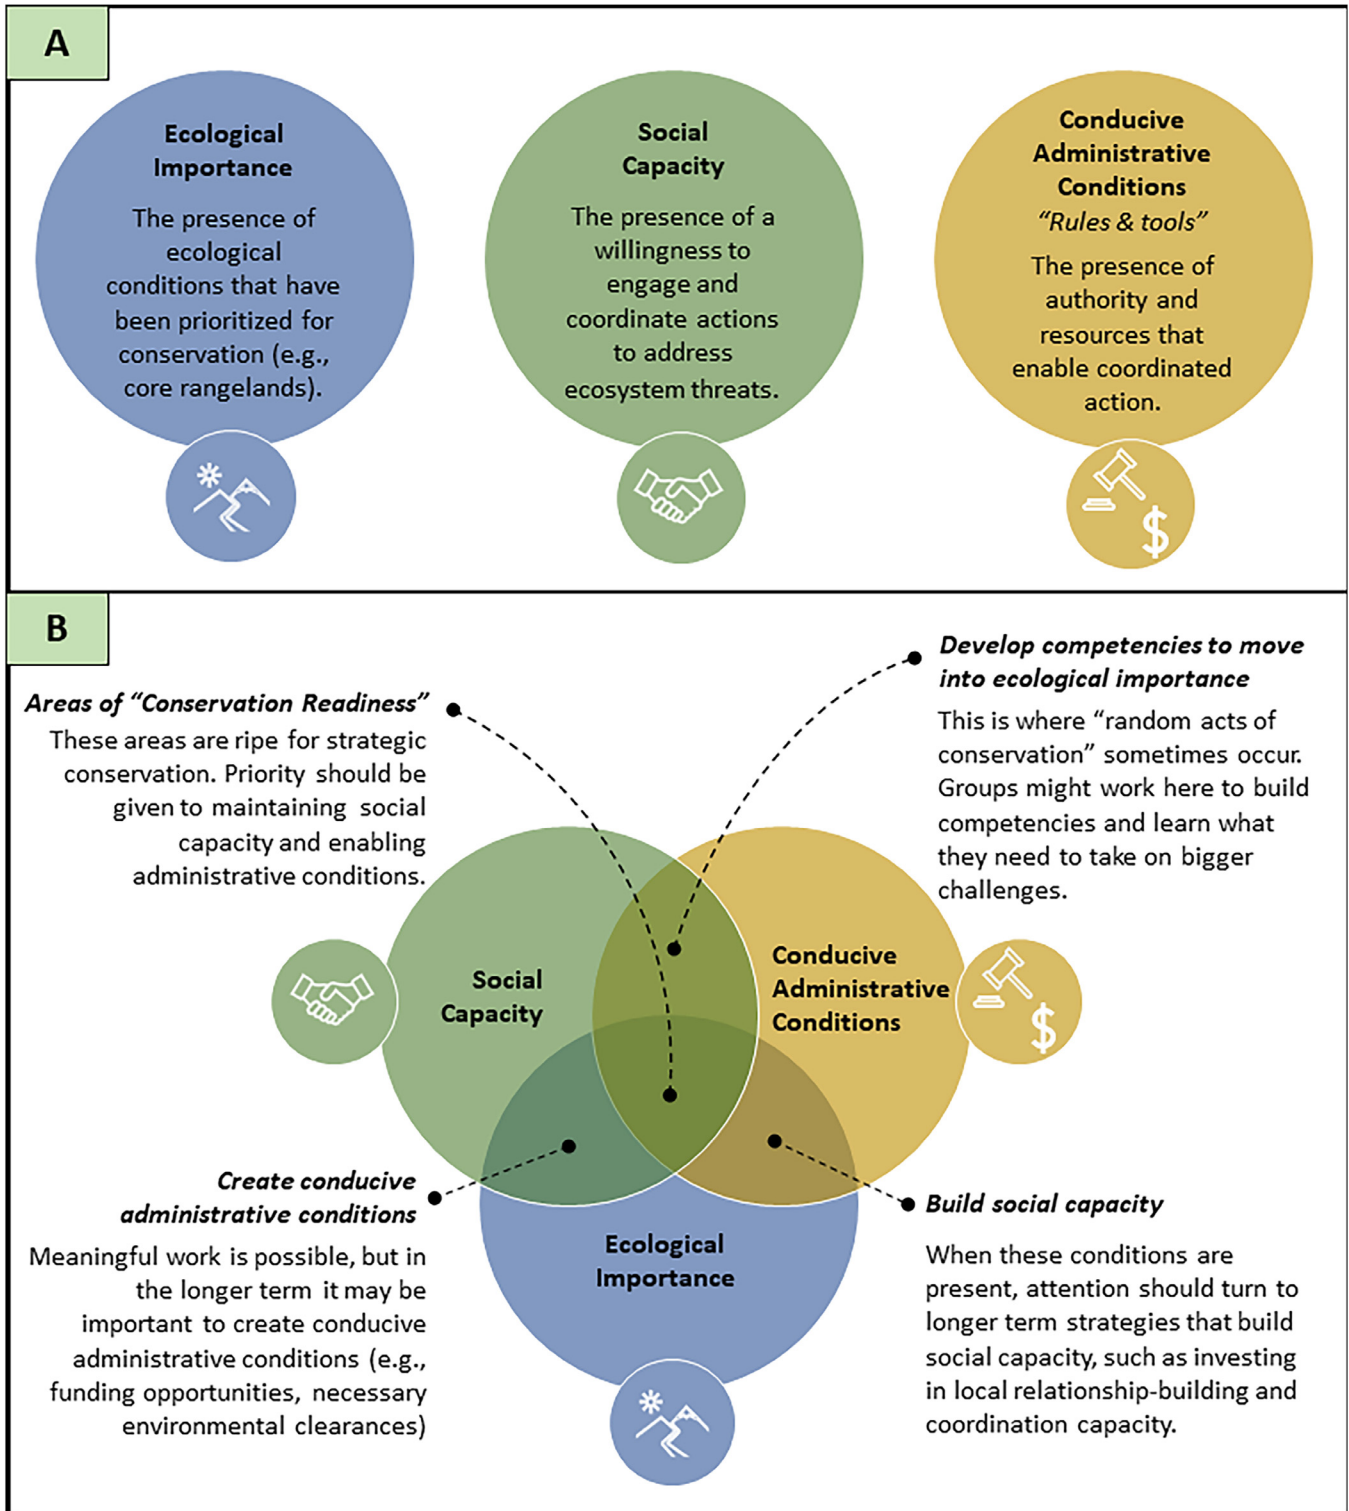 A
Ecological
Importance
The presence of
ecological
conditions that have
been prioritized for
conservation (e.g.,
core rangelands).
Social
Capacity
The presence of a
willingness to
engage and
coordinate actions
to address
ecosystem threats.
Conducive
Administrative
Conditions
“Rules & tools”
The presence of
authority and
resources that
enable coordinated
action.
$
B
Areas of “Conservation Readiness”
These areas are ripe for strategic
conservation. Priority should be
given to maintaining social
capacity and enabling
administrative conditions.
Develop competencies to move
into ecological importance
This is where “random acts of
conservation” sometimes occur.
Groups might work here to build
competencies and learn what
they need to take on bigger
challenges.
Social
Capacity
Conducive
Administrative
Conditions
$
Create conducive
administrative conditions
Meaningful work is possible, but in
the longer term it may be
important to create conducive
administrative conditions (e.g.,
funding opportunities, necessary
environmental clearances)
Ecological
Importance
Build social capacity
When these conditions are
present, attention should turn to
longer term strategies that build
social capacity, such as investing
in local relationship-building and
coordination capacity.